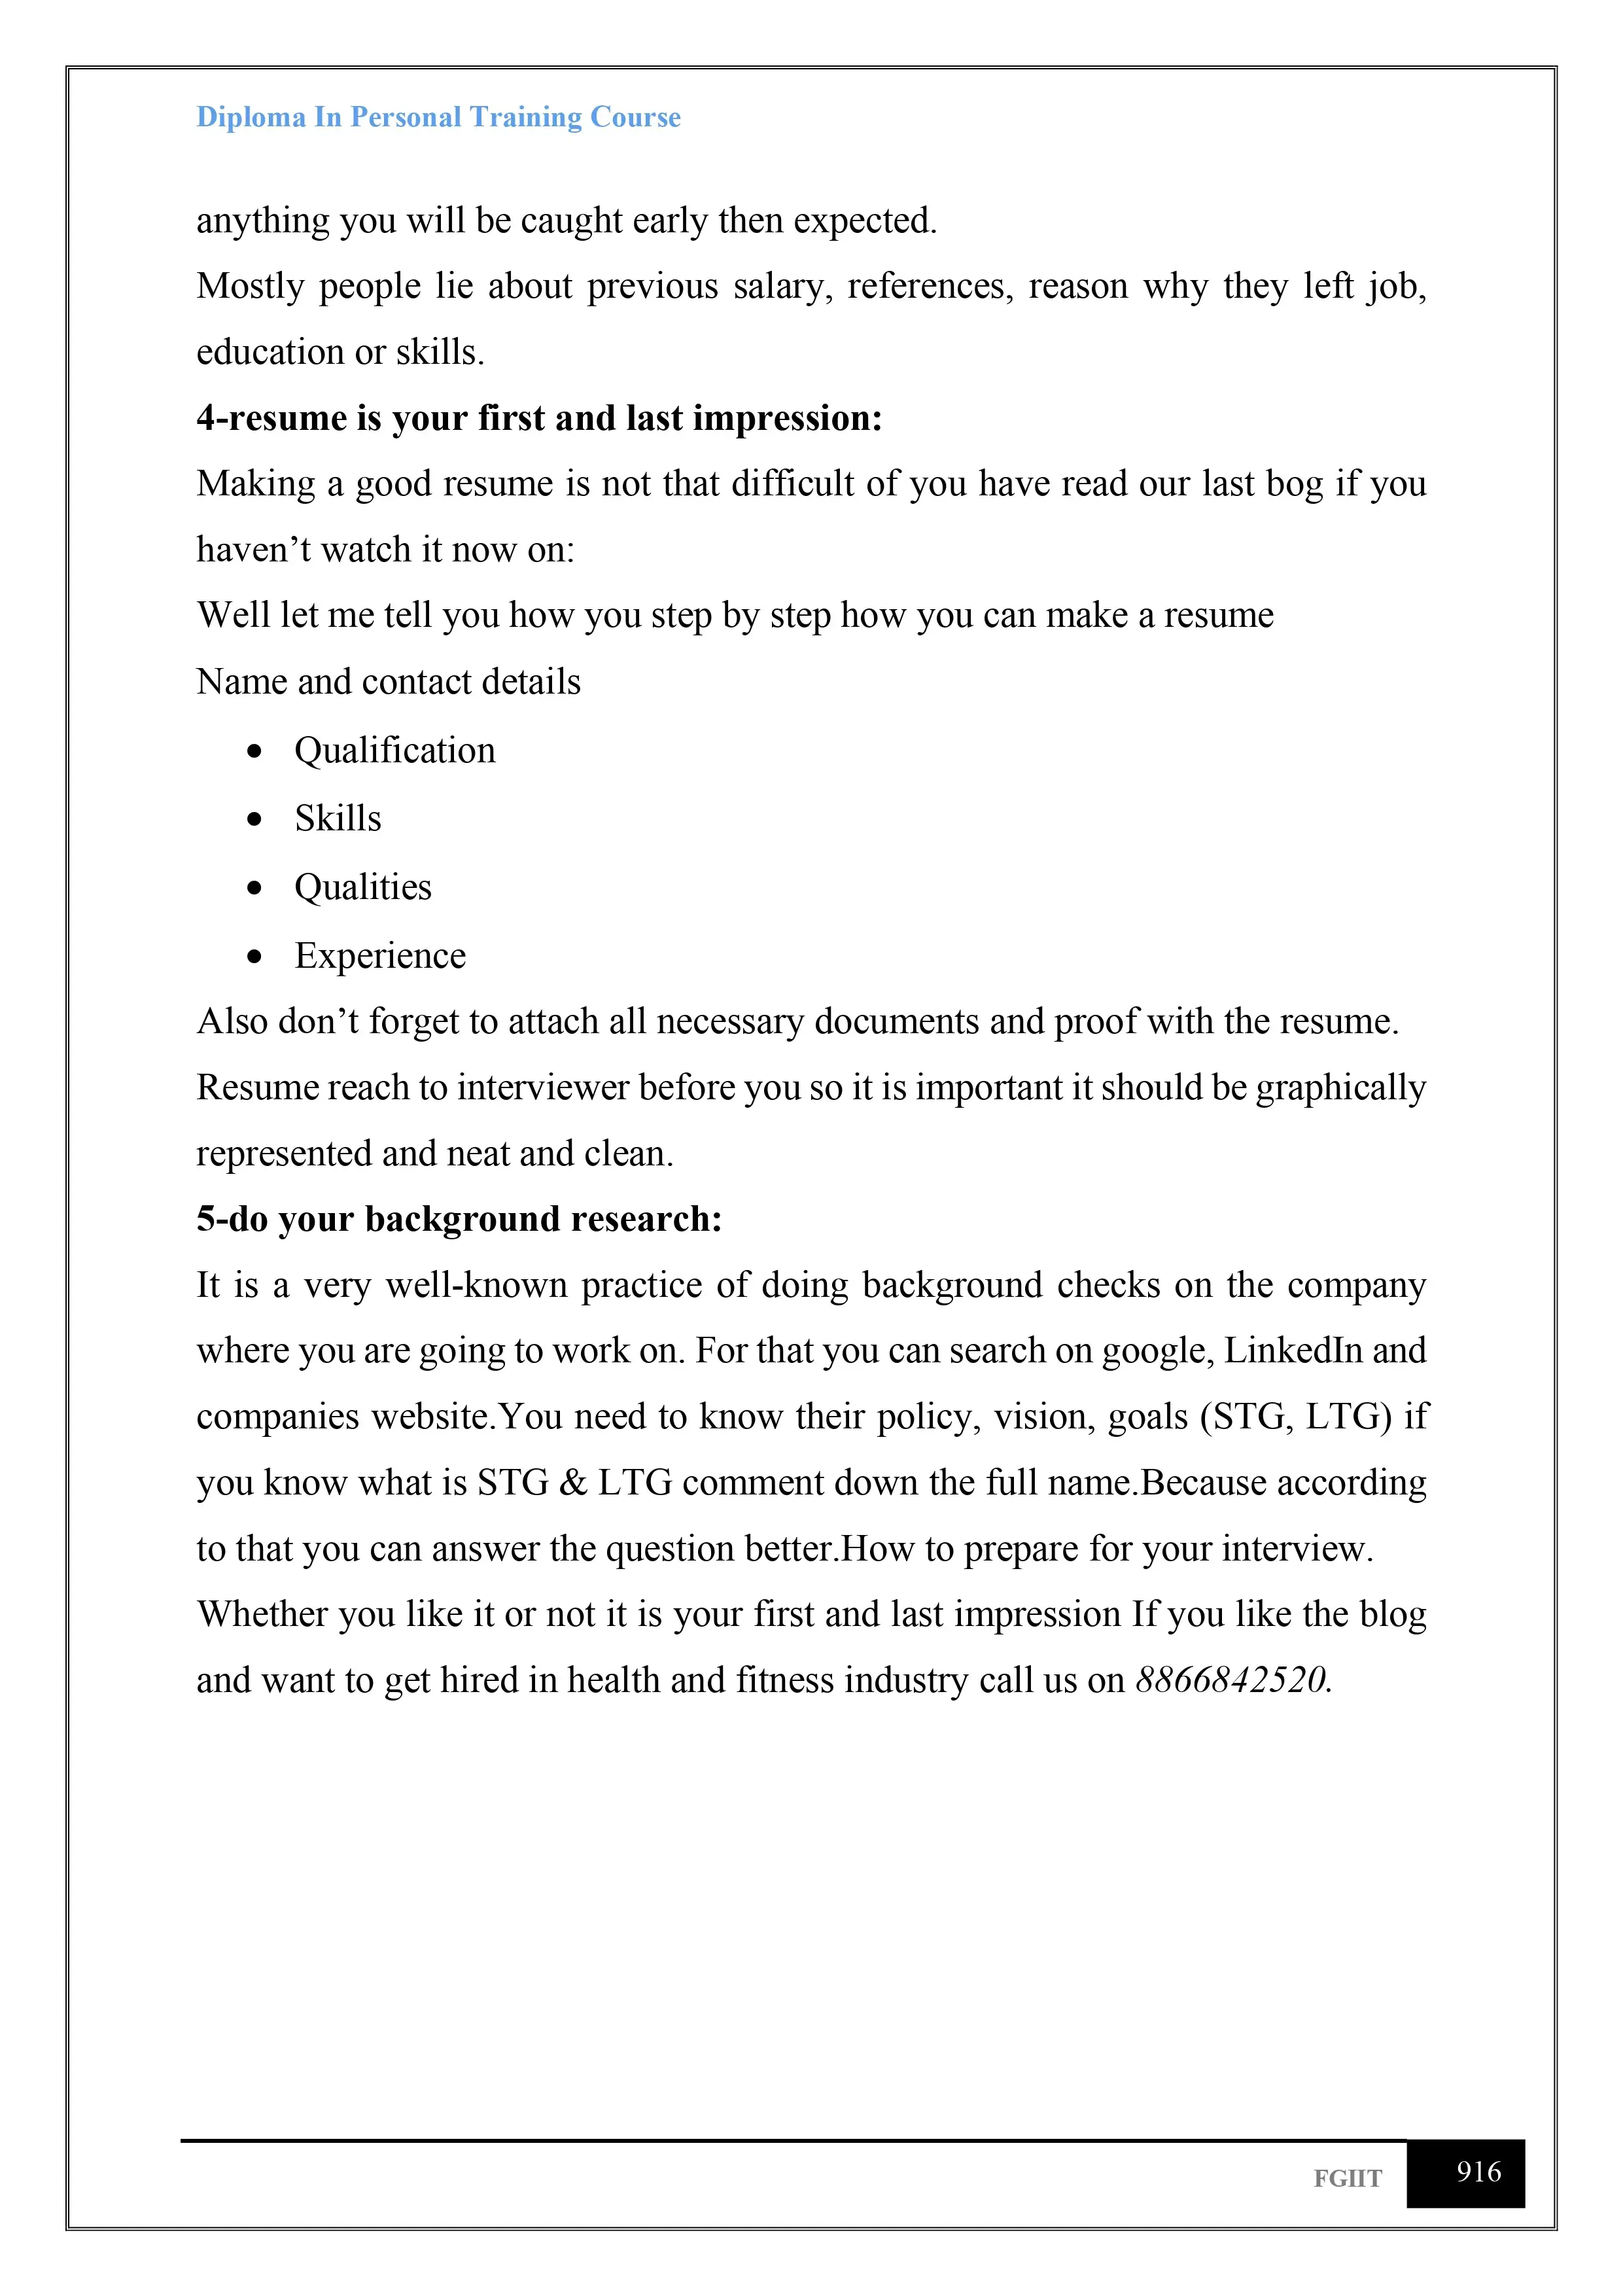 Diploma In Personal Training Course
anything you will be caught early then expected.
Mostly people lie about previous salary, references, reason why they left job,
education or skills.
4-resume is your first and last impression:
Making a good resume is not that difficult of you have read our last bog if you
haven’t watch it now on:
Well let me tell you how you step by step how you can make a resume
Name and contact details
• Qualification
• Skills
• Qualities
• Experience
Also don’t forget to attach all necessary documents and proof with the resume.
Resume reach to interviewer before you so it is important it should be graphically
represented and neat and clean.
5-do your background research:
It is a very well-known practice of doing background checks on the company
where you are going to work on. For that you can search on google, LinkedIn and
companies website.You need to know their policy, vision, goals (STG, LTG) if
you know what is STG & LTG comment down the full name.Because according
to that you can answer the question better.How to prepare for your interview.
Whether you like it or not it is your first and last impression If you like the blog
and want to get hired in health and fitness industry call us on 8866842520.
FGIIT 916